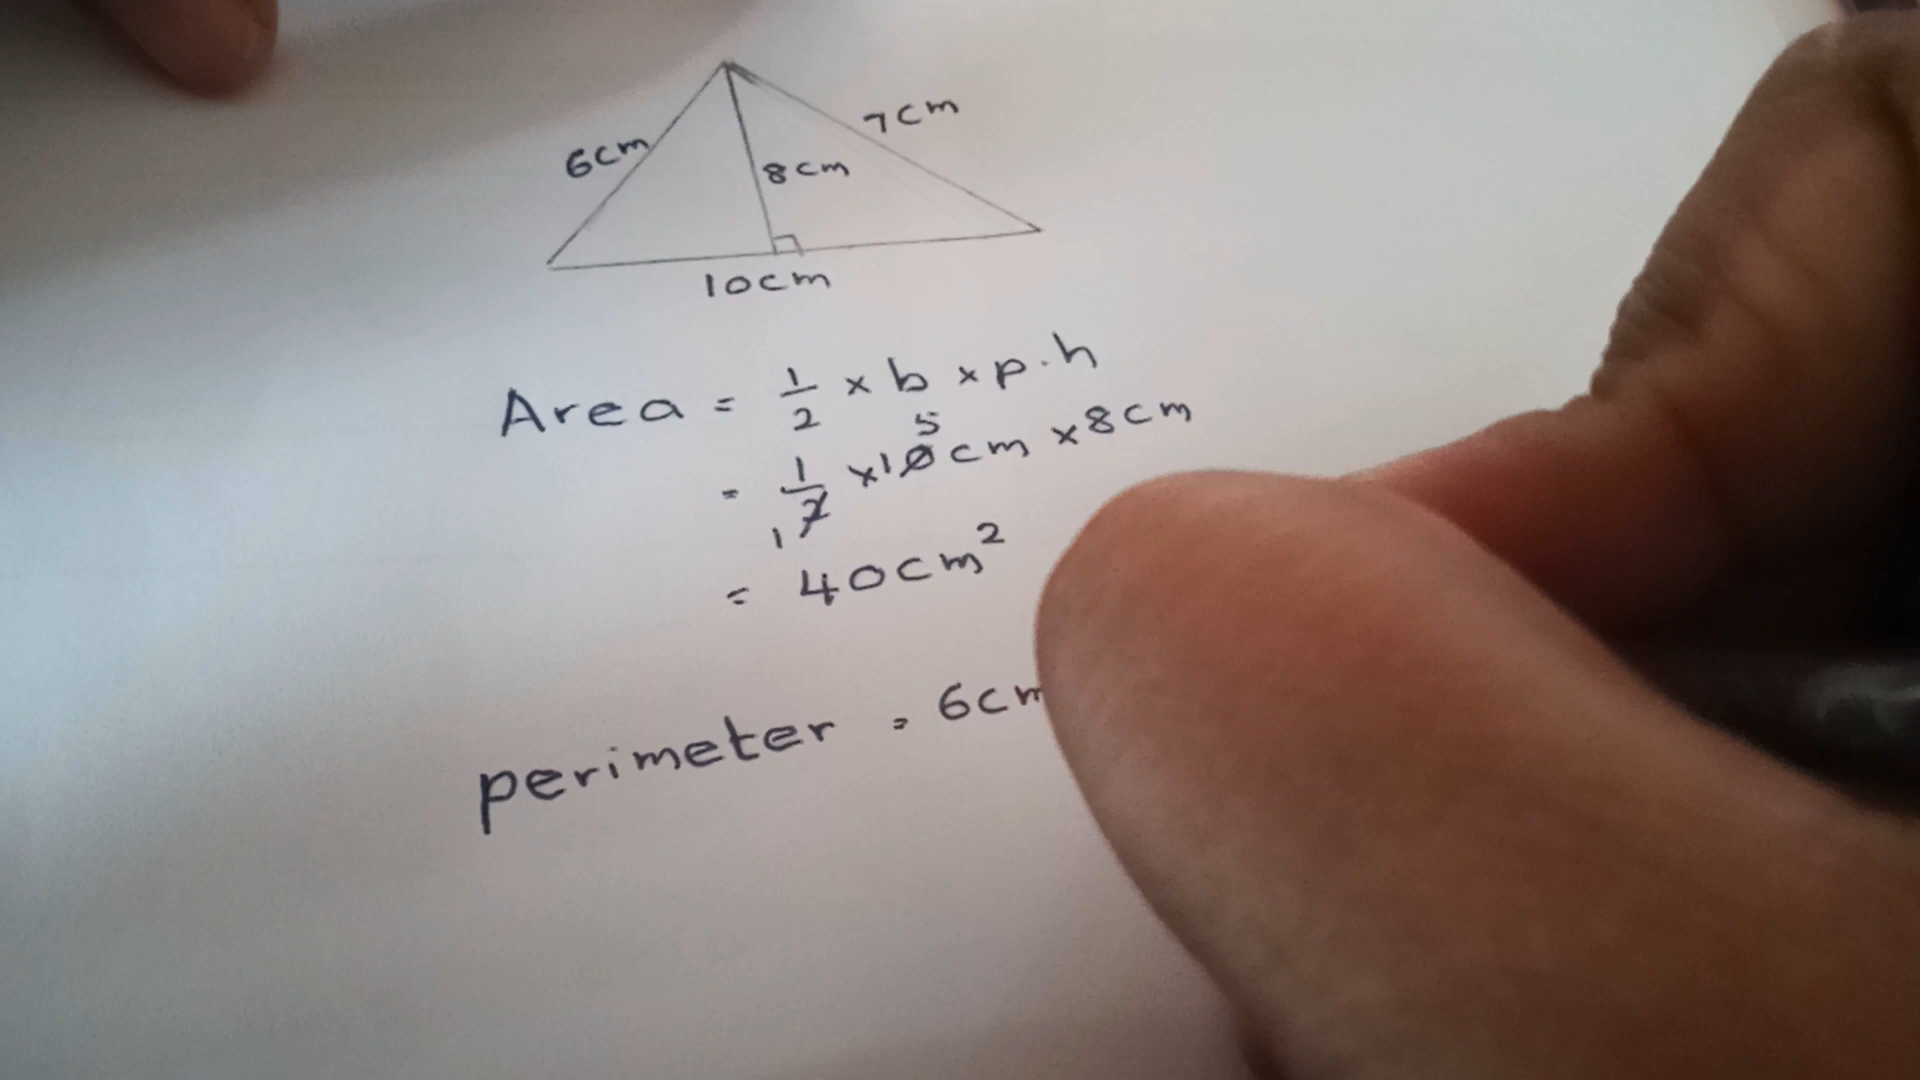 6cm
7cm
8cm
10cm
Area = 1/2 × b × p.h
5
= 1/2 × 10cm × 8cm
1
= 40cm²
perimeter = 6cm